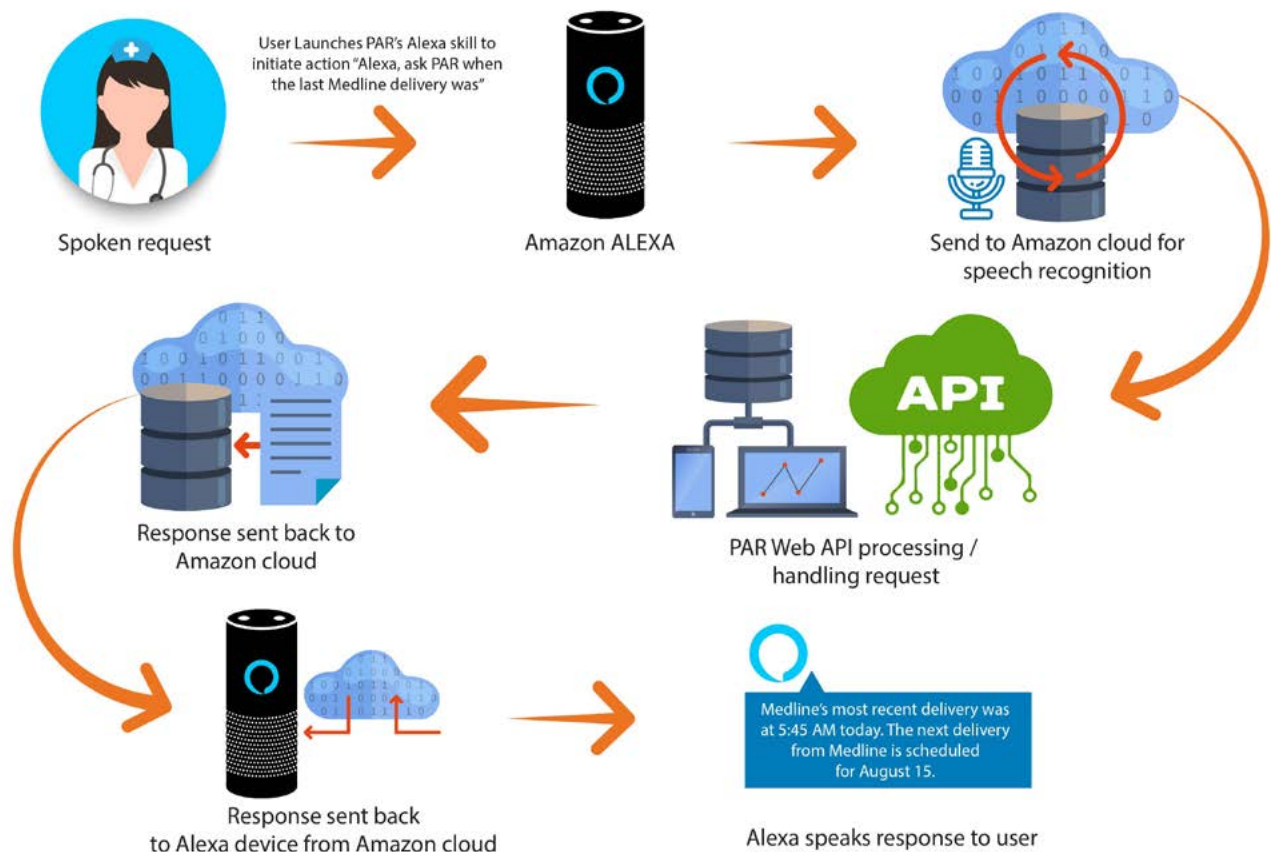 User Launches PAR's Alexa skill to
initiate action "Alexa, ask PAR when
the last Medline delivery was"
Spoken request
Amazon ALEXA
0 1 1
Send to Amazon cloud for
speech recognition
Response sent back to
Amazon cloud
API
PAR Web API processing /
handling request
Response sent back
to Alexa device from Amazon cloud
Medline's most recent delivery was
at 5:45 AM today. The next delivery
from Medline is scheduled
for August 15.
Alexa speaks response to user